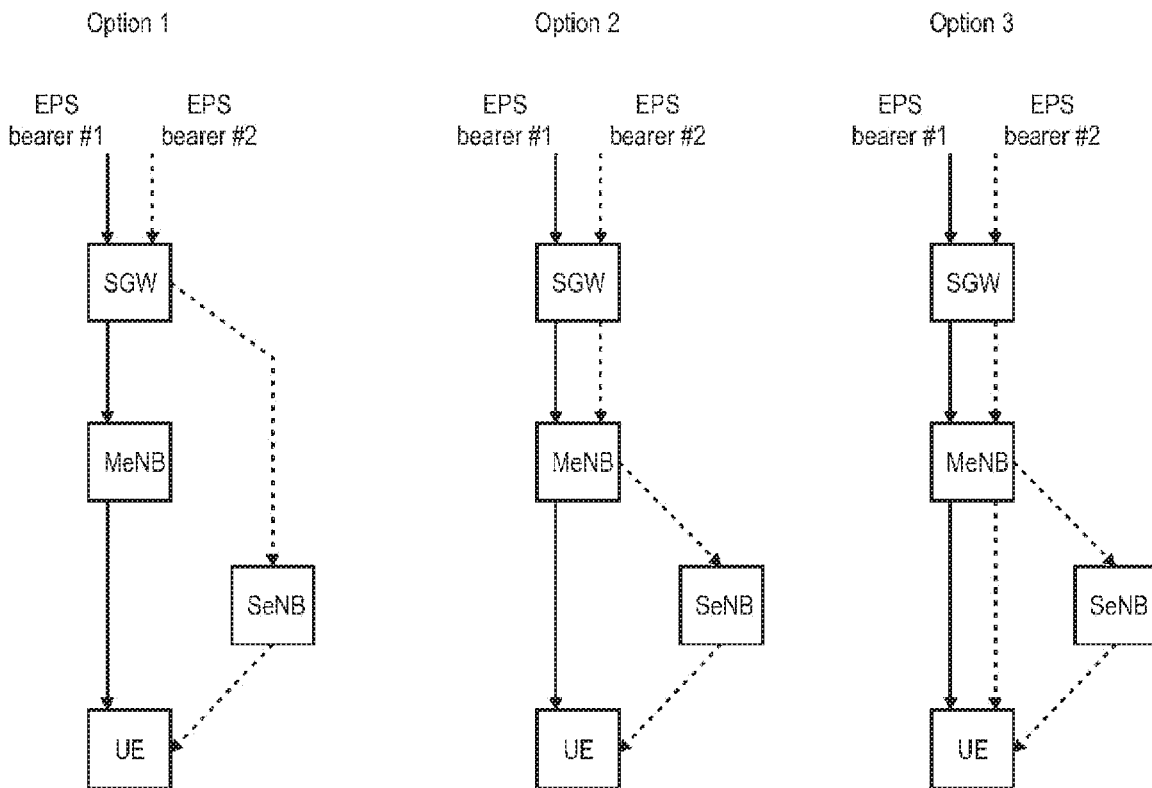 Option 1
EPS
bearer #1
EPS
bearer #2
SGW
MeNB
SeNB
UE
Option 2
EPS
bearer #1
EPS
bearer #2
SGW
MeNB
SeNB
UE
Option 3
EPS
bearer #1
EPS
bearer #2
SGW
MeNB
SeNB
UE